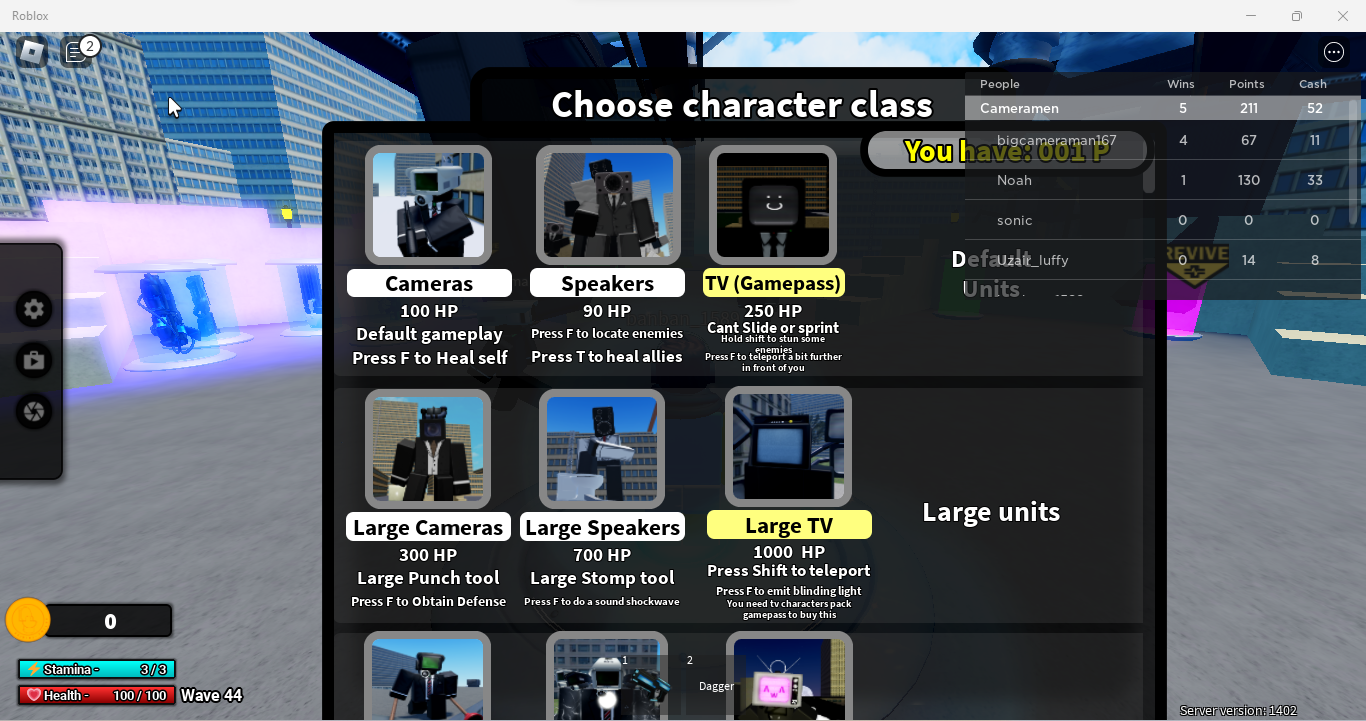 Roblox
2
Choose character class
People Wins Points Cash
Cameramen 5 211 52
bigcameraman167 4 67 11
You have: 001 P
Noah 1 130 33
sonic 0 0 0
Uzair_luffy 0 14 8
REVIVE
Default
Units
Cameras
100 HP
Default gameplay
Press F to Heal self
Speakers
90 HP
Press F to locate enemies
Press T to heal allies
TV (Gamepass)
250 HP
Cant Slide or sprint
Hold shift to stun some
enemies
Press F to teleport a bit further
in front of you
Large Cameras
300 HP
Large Punch tool
Press F to Obtain Defense
Large Speakers
700 HP
Large Stomp tool
Press F to do a sound shockwave
Large TV
1000 HP
Press Shift to teleport
Press F to emit blinding light
You need tv characters pack
gamepass to buy this
Large units
0
Stamina - 3 / 3
Health - 100 / 100
Wave 44
1
2
Dagger
AwA
Server version: 1402